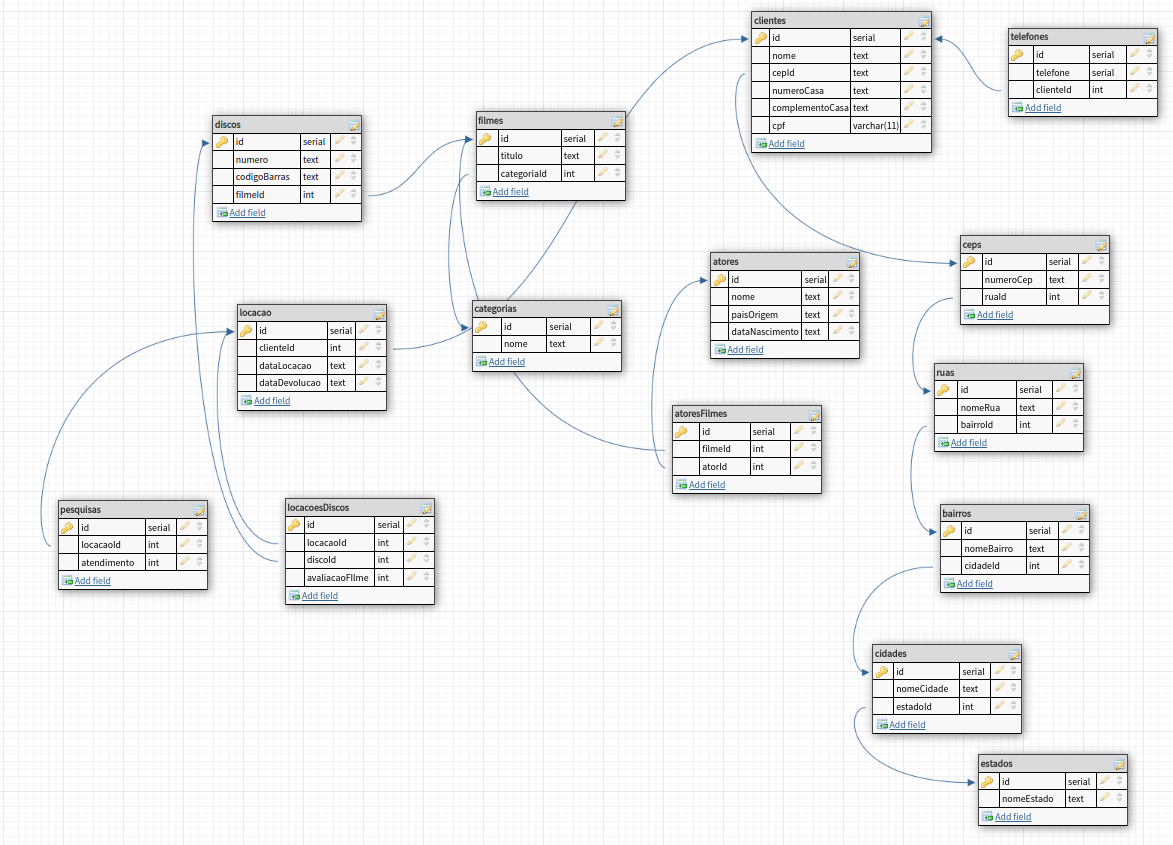 clientes
id serial
nome text
cepId text
numeroCasa text
complementoCasa text
cpf varchar(11)
Add field
telefones
id serial
telefone serial
clienteId int
Add field
discos
id serial
numero text
codigoBarras text
filmeId int
Add field
filmes
id serial
titulo text
categoriaId int
Add field
atores
id serial
nome text
paisOrigem text
dataNascimento text
Add field
ceps
id serial
numeroCep text
ruaId int
Add field
locacao
id serial
clienteId int
dataLocacao text
dataDevolucao text
Add field
categorias
id serial
nome text
Add field
ruas
id serial
nomeRua text
bairroId int
Add field
atoresFilmes
id serial
filmeId int
atorId int
Add field
pesquisas
id serial
locacaoId int
atendimento int
Add field
locacoesDiscos
id serial
locacaoId int
discoId int
avaliacaoFIlme int
Add field
bairros
id serial
nomeBairro text
cidadeId int
Add field
cidades
id serial
nomeCidade text
estadoId int
Add field
estados
id serial
nomeEstado text
Add field